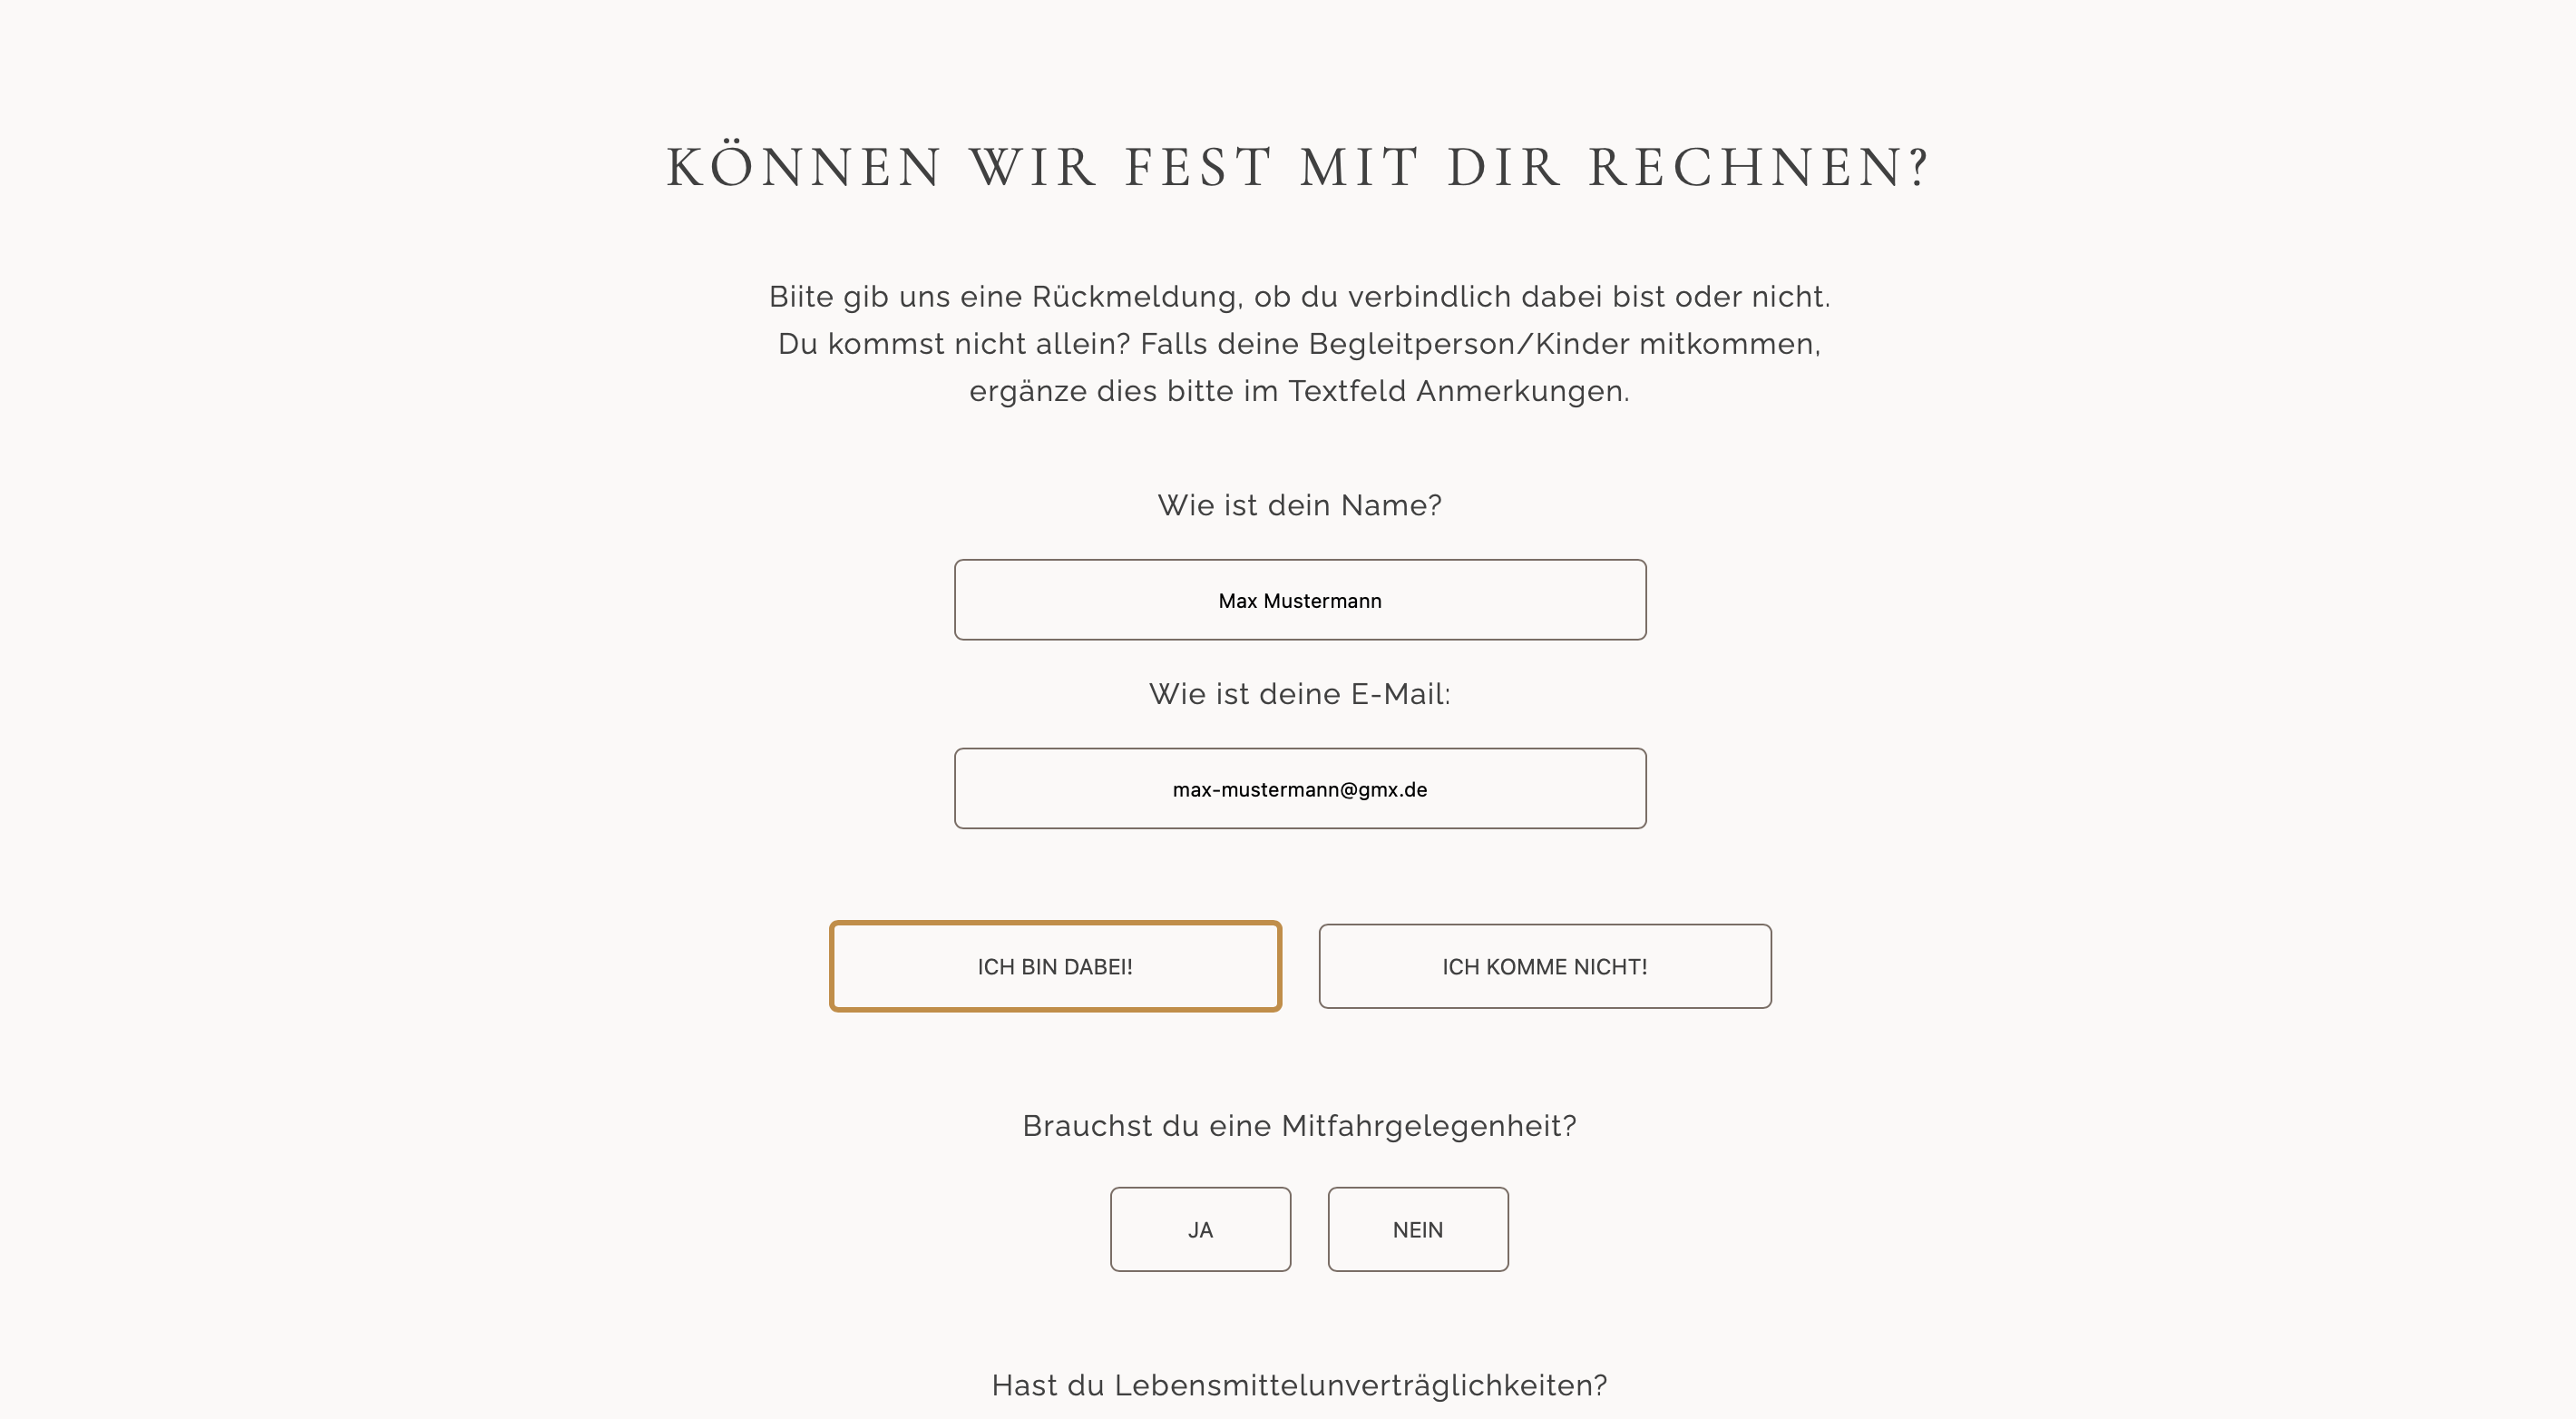 KÖNNEN WIR FEST MIT DIR RECHNEN?
Biite gib uns eine Rückmeldung, ob du verbindlich dabei bist oder nicht.
Du kommst nicht allein? Falls deine Begleitperson/Kinder mitkommen,
ergänze dies bitte im Textfeld Anmerkungen.
Wie ist dein Name?
Max Mustermann
Wie ist deine E-Mail:
max-mustermann@gmx.de
ICH BIN DABEI!
ICH KOMME NICHT!
Brauchst du eine Mitfahrgelegenheit?
JA
NEIN
Hast du Lebensmittelunverträglichkeiten?